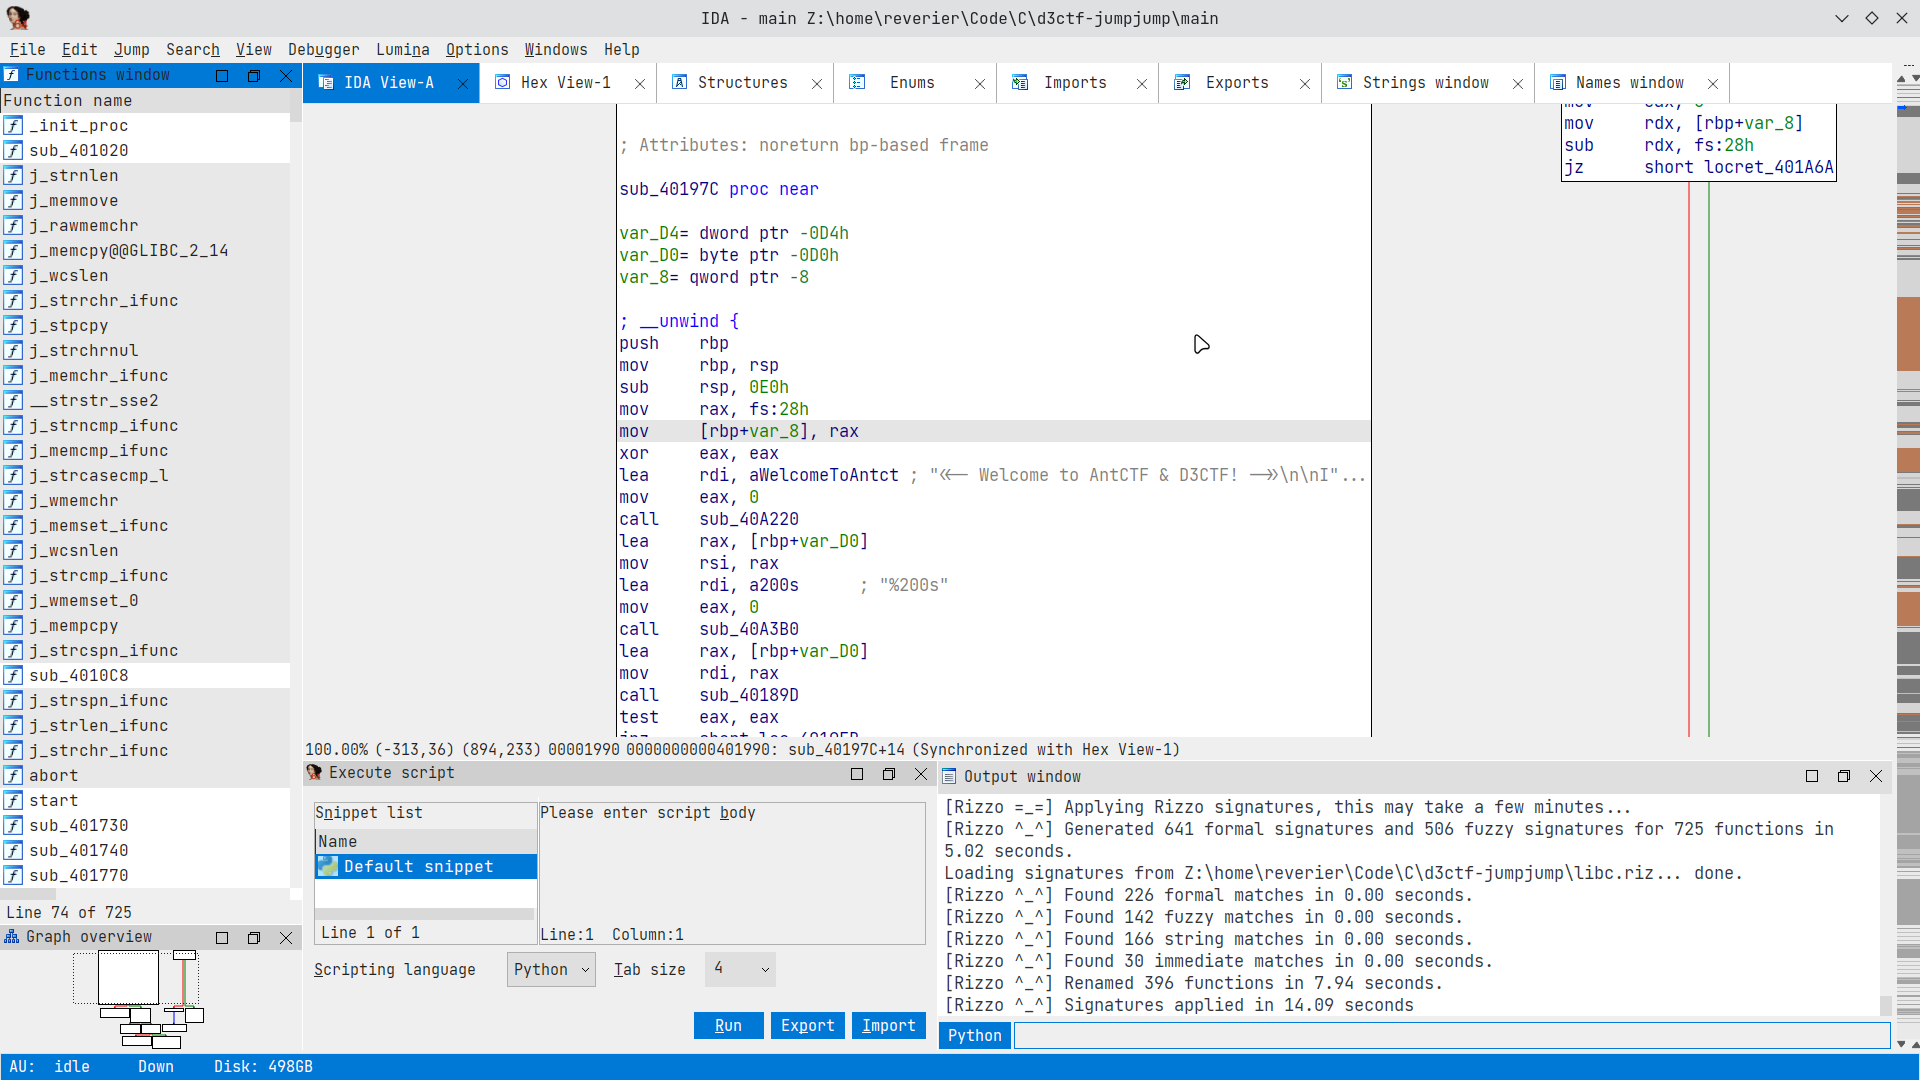 IDA - main Z:\home\reverier\Code\C\d3ctf-jumpjump\main
File Edit Jump Search View Debugger Lumina Options Windows Help
Functions window
Function name
_init_proc
sub_401020
j_strnlen
j_memmove
j_rawmemchr
j_memcpy@@GLIBC_2_14
j_wcslen
j_strrchr_ifunc
j_stpcpy
j_strchrnul
j_memchr_ifunc
__strstr_sse2
j_strncmp_ifunc
j_memcmp_ifunc
j_strcasecmp_l
j_wmemchr
j_memset_ifunc
j_wcsnlen
j_strcmp_ifunc
j_wmemset_0
j_mempcpy
j_strcspn_ifunc
sub_4010C8
j_strspn_ifunc
j_strlen_ifunc
j_strchr_ifunc
abort
start
sub_401730
sub_401740
sub_401770
Line 74 of 725
Graph overview
IDA View-A Hex View-1 Structures Enums Imports Exports Strings window Names window
; Attributes: noreturn bp-based frame
sub_40197C proc near
var_D4= dword ptr -0D4h
var_D0= byte ptr -0D0h
var_8= qword ptr -8
; __unwind {
push rbp
mov rbp, rsp
sub rsp, 0E0h
mov rax, fs:28h
mov [rbp+var_8], rax
xor eax, eax
lea rdi, aWelcomeToAntct ; "<<-- Welcome to AntCTF & D3CTF! -->>\n\nI"...
mov eax, 0
call sub_40A220
lea rax, [rbp+var_D0]
mov rsi, rax
lea rdi, a200s ; "%200s"
mov eax, 0
call sub_40A3B0
lea rax, [rbp+var_D0]
mov rdi, rax
call sub_40189D
test eax, eax
mov rdx, [rbp+var_8]
sub rdx, fs:28h
jz short locret_401A6A
100.00% (-313,36) (894,233) 00001990 0000000000401990: sub_40197C+14 (Synchronized with Hex View-1)
Execute script
Snippet list
Name
Default snippet
Line 1 of 1
Please enter script body
Line:1 Column:1
Scripting language Python Tab size 4
Run Export Import
Output window
[Rizzo =_=] Applying Rizzo signatures, this may take a few minutes...
[Rizzo ^_^] Generated 641 formal signatures and 506 fuzzy signatures for 725 functions in
5.02 seconds.
Loading signatures from Z:\home\reverier\Code\C\d3ctf-jumpjump\libc.riz... done.
[Rizzo ^_^] Found 226 formal matches in 0.00 seconds.
[Rizzo ^_^] Found 142 fuzzy matches in 0.00 seconds.
[Rizzo ^_^] Found 166 string matches in 0.00 seconds.
[Rizzo ^_^] Found 30 immediate matches in 0.00 seconds.
[Rizzo ^_^] Renamed 396 functions in 7.94 seconds.
[Rizzo ^_^] Signatures applied in 14.09 seconds
Python
AU: idle Down Disk: 498GB